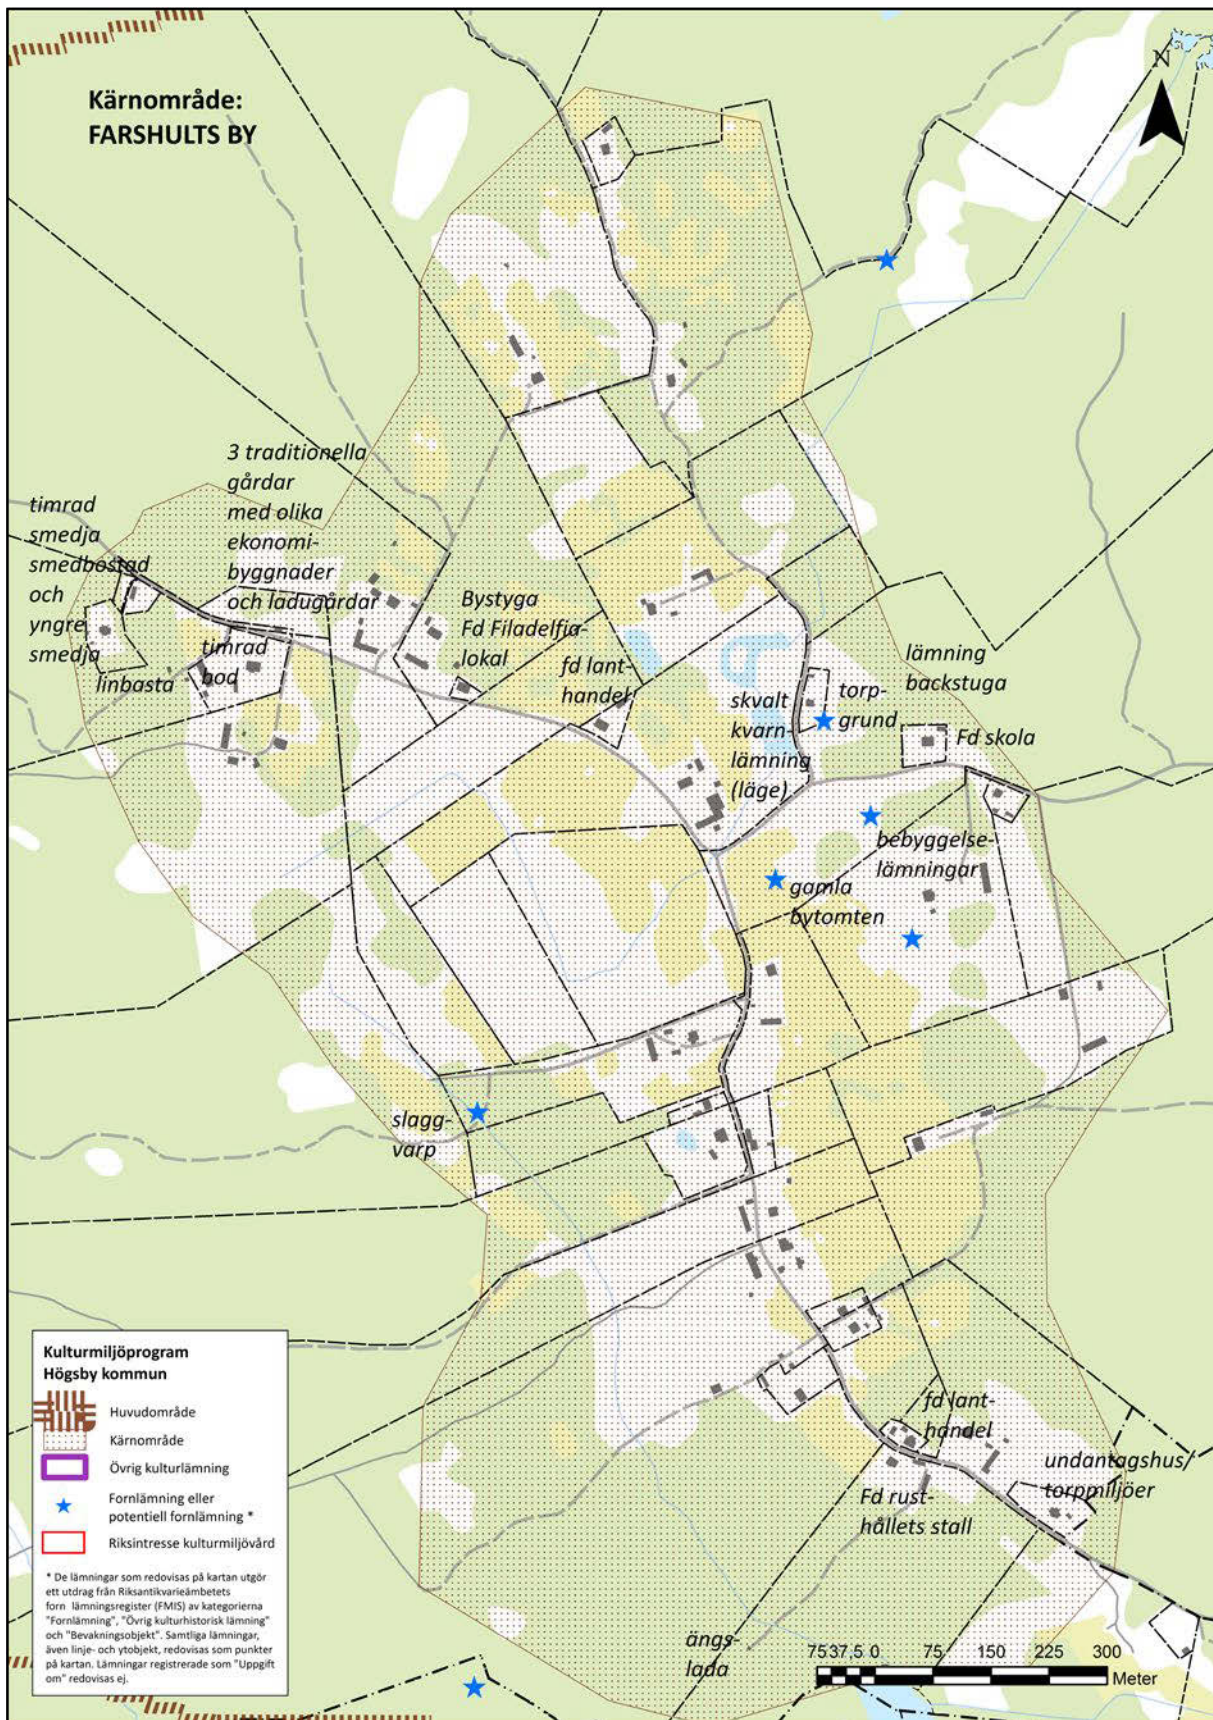 Kärnområde:
FARSHULTS BY
N
3 traditionella
gårdar
med olika
ekonomi-
byggnader
och ladugårdar
timrad
smedja
smedbostad
och
yngre
smedja
linbasta
timrad
bod
Bystyga
Fd Filadelfia-
lokal
fd lant-
handel
skvalt
kvarn-
lämning
(läge)
torp-
grund
lämning
backstuga
Fd skola
bebyggelse-
lämningar
gamla
bytomten
slagg-
varp
fd lant-
handel
undantagshus/
torpmiljöer
Fd rust-
hållets stall
ängs-
lada
7537,5 0 75 150 225 300
Meter
Kulturmiljöprogram
Högsby kommun
Huvudområde
Kärnområde
Övrig kulturlämning
Fornlämning eller
potentiell fornlämning *
Riksintresse kulturmiljövård
* De lämningar som redovisas på kartan utgör
ett utdrag från Riksantikvarieämbetets
forn lämningsregister (FMIS) av kategorierna
"Fornlämning", "Övrig kulturhistorisk lämning"
och "Bevakningsobjekt". Samtliga lämningar,
även linje- och ytobjekt, redovisas som punkter
på kartan. Lämningar registrerade som "Uppgift
om" redovisas ej.